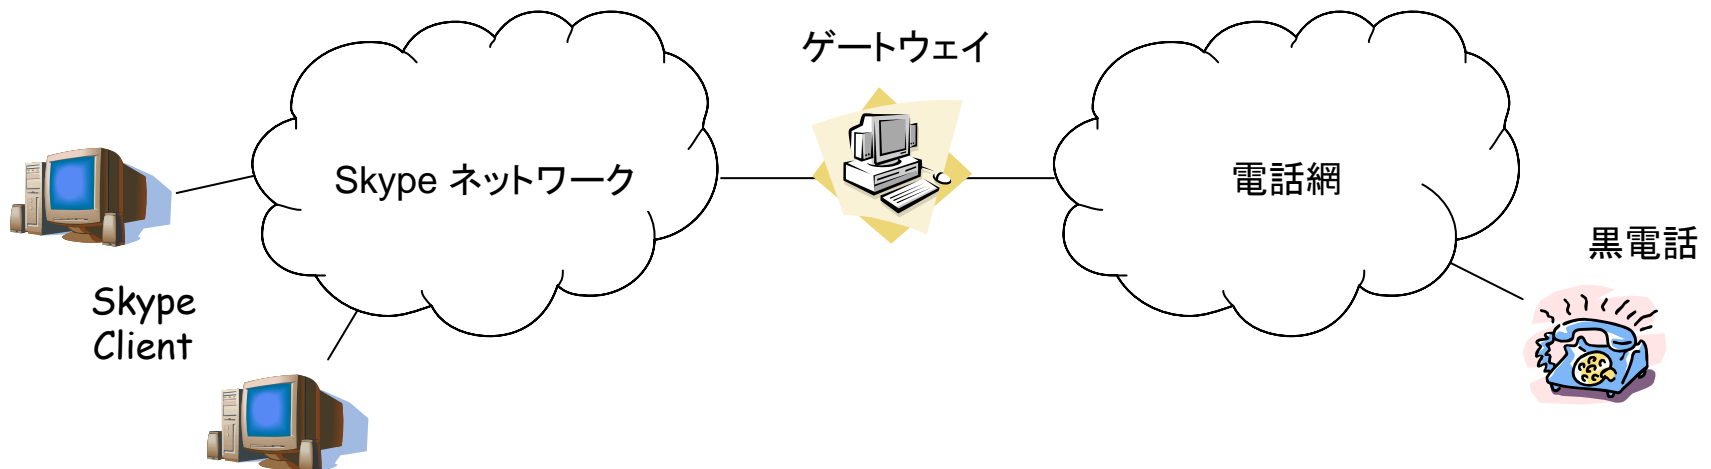 ゲートウェイ
Skype ネットワーク
電話網
黒電話
Skype
Client